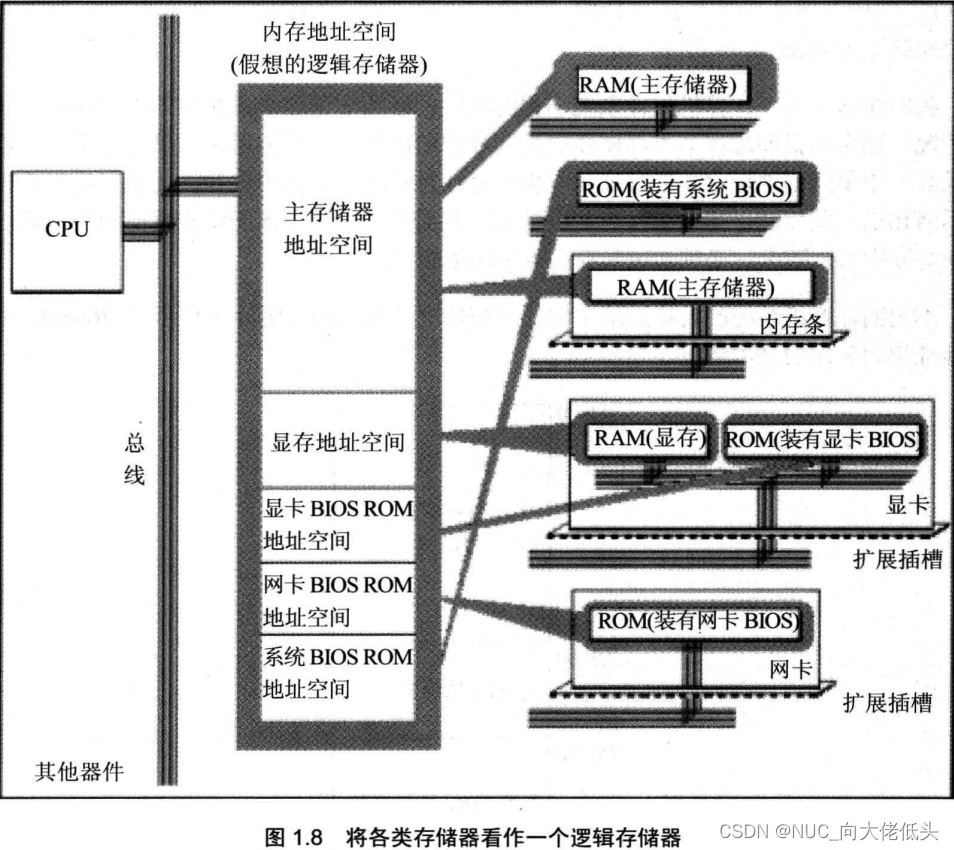 内存地址空间
(假想的逻辑存储器)
CPU
主存储器
地址空间
显存地址空间
显卡 BIOS ROM
地址空间
网卡 BIOS ROM
地址空间
系统 BIOS ROM
地址空间
总
线
其他器件
RAM(主存储器)
ROM(装有系统 BIOS)
RAM(主存储器)
内存条
RAM(显存)
ROM(装有显卡 BIOS)
显卡
扩展插槽
ROM(装有网卡 BIOS)
网卡
扩展插槽
图 1.8 将各类存储器看作一个逻辑存储器
CSDN @NUC_向大佬低头